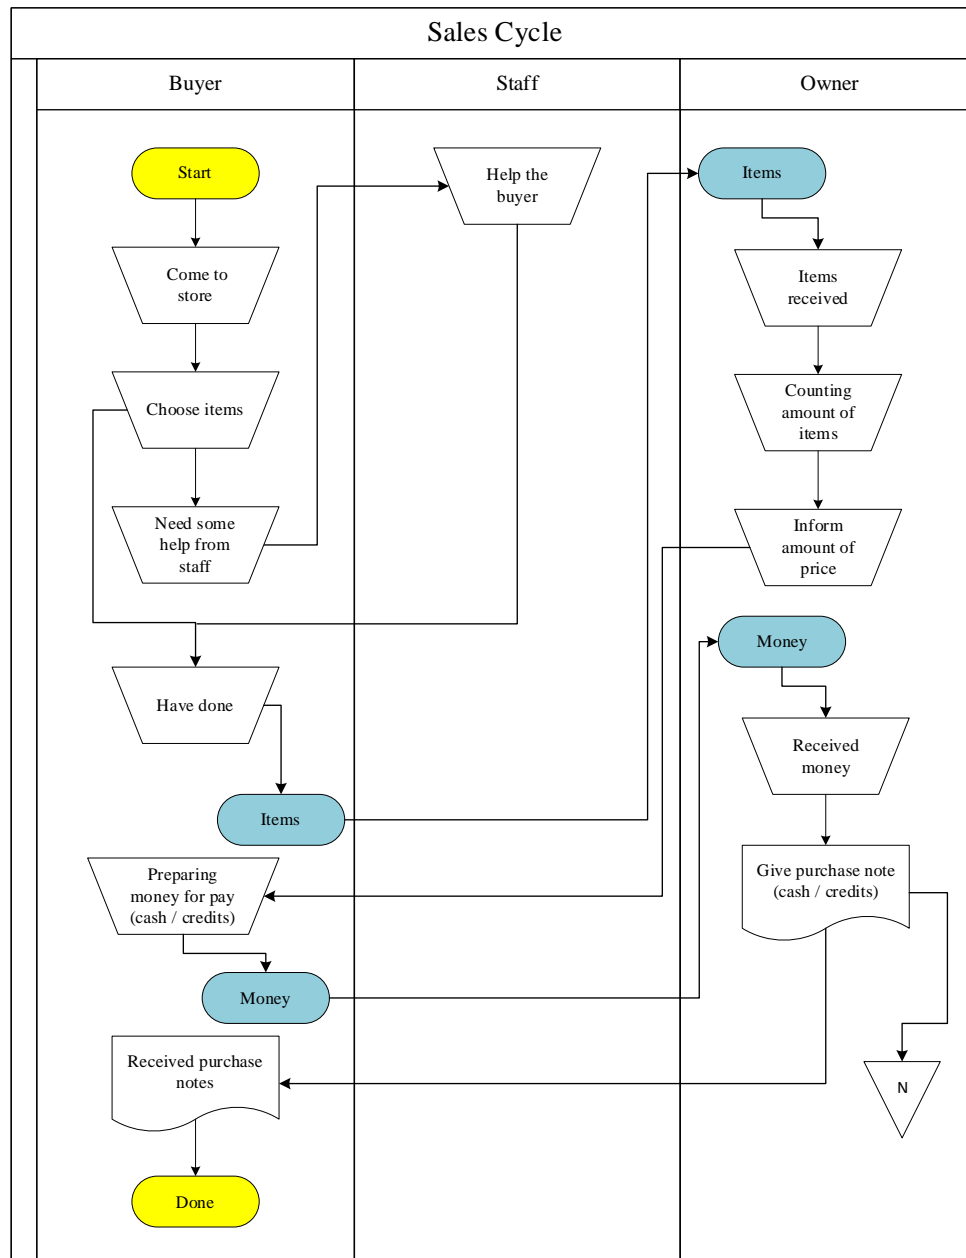 Sales Cycle
Buyer
Staff
Owner
Start
Come to
store
Choose items
Need some
help from
staff
Have done
Items
Preparing
money for pay
(cash / credits)
Money
Received purchase
notes
Done
Help the
buyer
Items
Items
received
Counting
amount of
items
Inform
amount of
price
Money
Received
money
Give purchase note
(cash / credits)
N